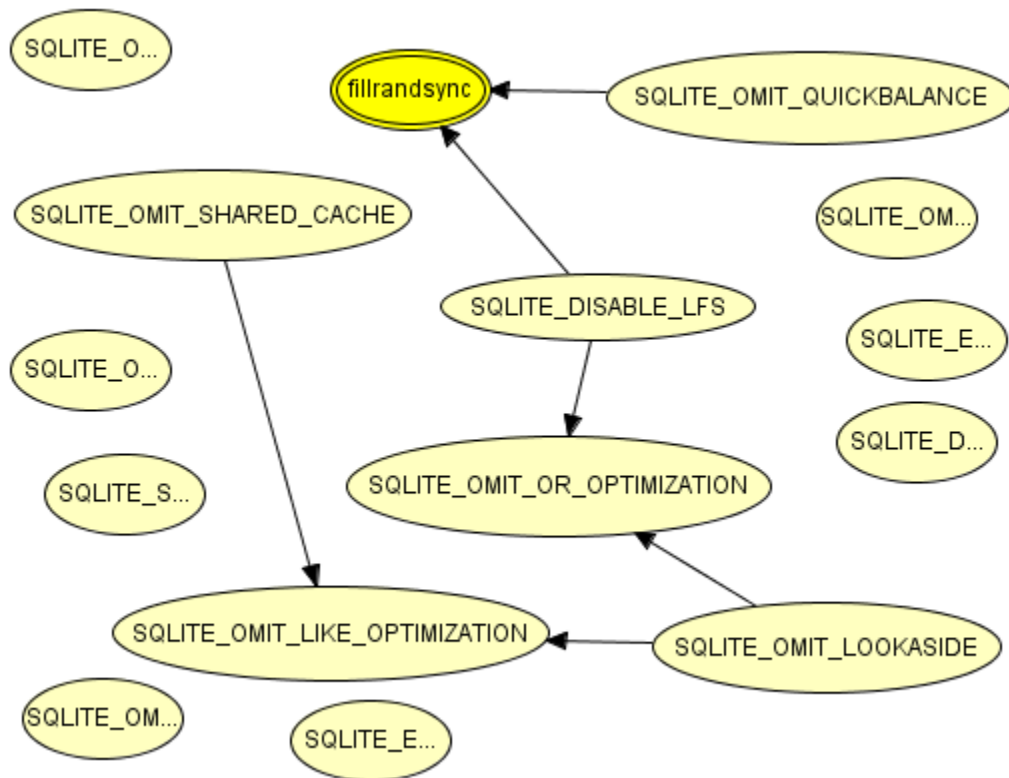 SQLITE_O...
fillrandsync
SQLITE_OMIT_QUICKBALANCE
SQLITE_OMIT_SHARED_CACHE
SQLITE_OM...
SQLITE_DISABLE_LFS
SQLITE_E...
SQLITE_O...
SQLITE_D...
SQLITE_S...
SQLITE_OMIT_OR_OPTIMIZATION
SQLITE_OMIT_LIKE_OPTIMIZATION
SQLITE_OMIT_LOOKASIDE
SQLITE_OM...
SQLITE_E...